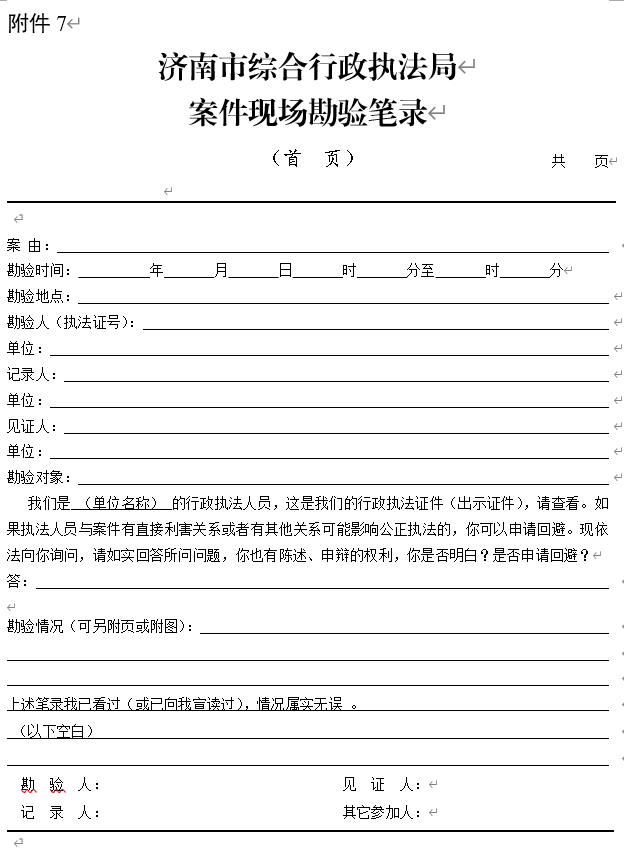 附件 7
济南市综合行政执法局
案件现场勘验笔录
（首　页）
共　　页
案 由：
勘验时间：　　年　　月　　日　　时　　分至　　时　　分
勘验地点：
勘验人（执法证号）：
单位：
记录人：
单位：
见证人：
单位：
勘验对象：
我们是（单位名称）的行政执法人员，这是我们的行政执法证件（出示证件），请查看。如
果执法人员与案件有直接利害关系或者有其他关系可能影响公正执法的，你可以申请回避。现依
法向你询问，请如实回答所问问题，你也有陈述、申辩的权利，你是否明白？是否申请回避？
答：
勘验情况（可另附页或附图）：
上述笔录我已看过（或已向我宣读过），情况属实无误 。
（以下空白）
勘　验　人：　　　　见　证　人：
记　录　人：　　　　其它参加人：